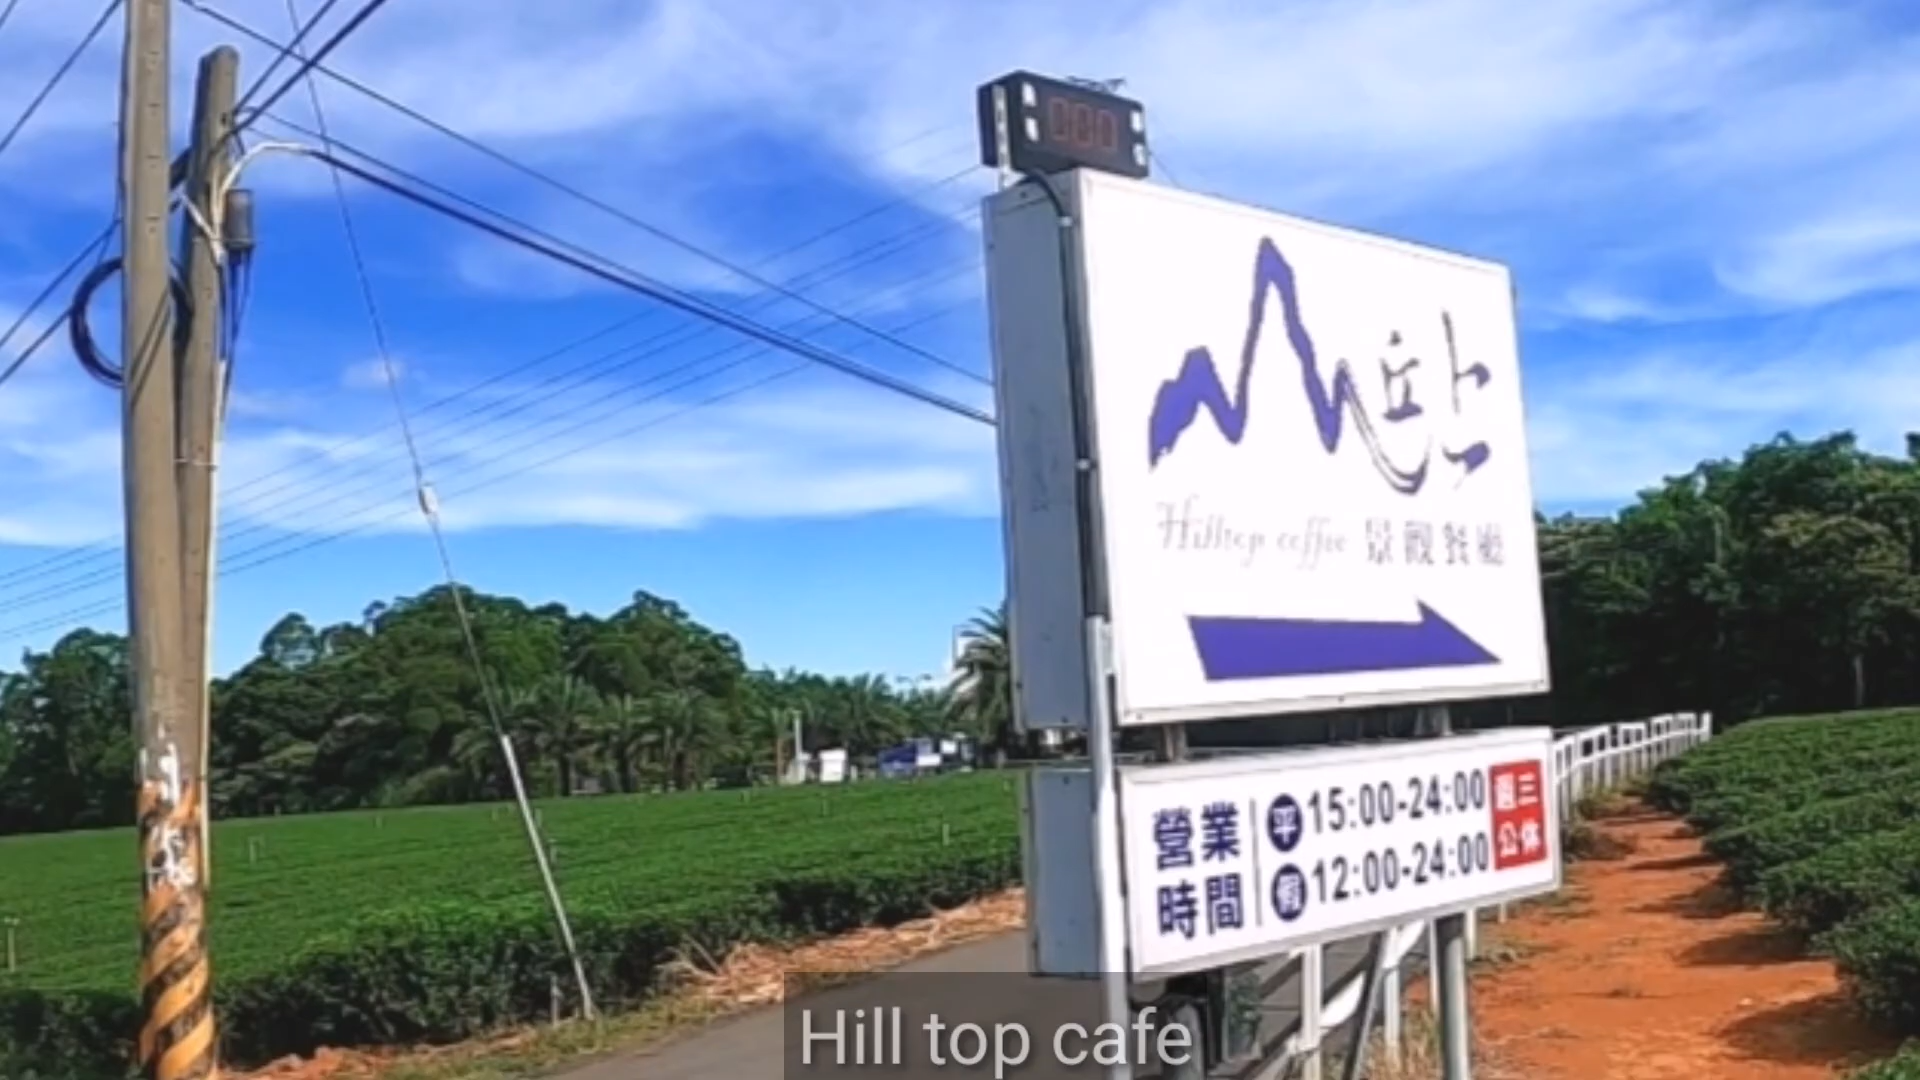 丘上
Hilltop coffee 景觀餐廳
營業時間
平 15:00-24:00
假 12:00-24:00
週三公休
Hill top cafe